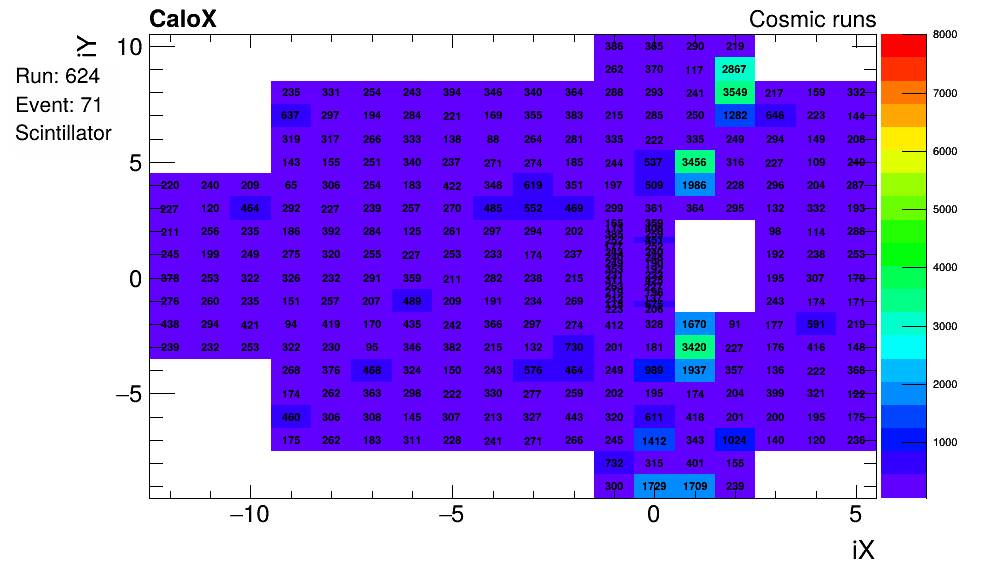 CaloX Cosmic runs
iY
Run: 624
Event: 71
Scintillator
10 386 365 290 219 8000
262 370 117 2867
235 331 254 243 394 346 340 364 268 293 241 3549 217 159 332
637 297 194 284 221 169 355 383 215 285 250 1282 646 223 144 7000
319 317 266 333 138 88 264 281 335 222 335 249 294 149 208
5 143 155 251 340 237 271 274 185 244 537 3456 316 227 109 240 6000
220 240 209 65 306 254 183 422 348 619 351 197 509 1986 228 296 204 287
227 120 464 292 227 239 257 270 485 552 469 299 361 364 295 132 332 193 5000
211 256 235 186 392 284 125 261 297 294 202 98 114 288
245 199 249 275 320 255 227 253 233 174 237 192 238 253 4000
0 378 253 322 326 232 291 359 211 282 238 215 195 307 170
276 260 235 151 257 207 489 209 191 234 269 243 174 171
223 206
438 294 421 94 419 170 435 242 366 297 274 412 328 1670 91 177 591 219 3000
239 232 253 322 230 95 346 382 215 132 730 201 181 3420 227 176 416 148
268 376 466 324 150 243 576 464 249 969 1937 357 136 222 366 2000
−5 174 262 363 298 222 330 277 259 202 195 174 204 399 321 122
460 306 308 145 307 213 327 443 320 611 418 201 200 195 175
175 262 183 311 226 241 271 266 245 1412 343 1024 140 120 236 1000
732 315 401 155
300 1729 1709 239
−10 −5 0 5
iX